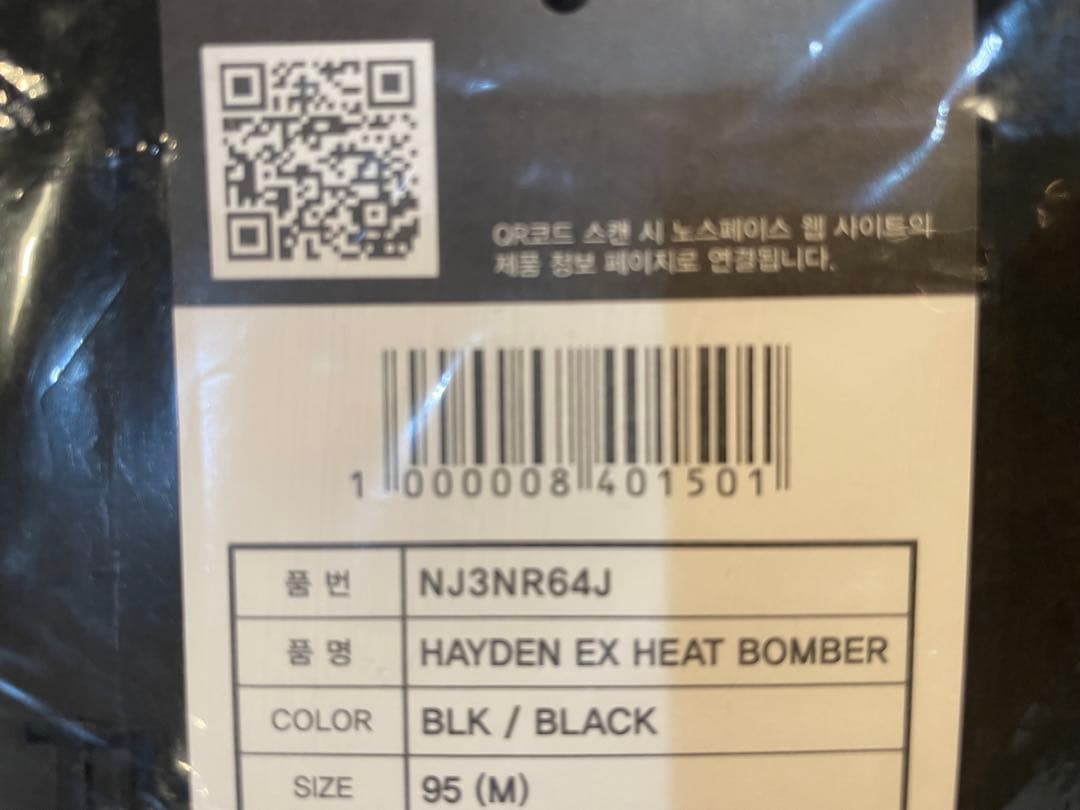 QR코드 스캔 시 노스페이스 웹 사이트의
제품 정보 페이지로 연결됩니다.
1 000008 401501
품 번 NJ3NR64J
품 명 HAYDEN EX HEAT BOMBER
COLOR BLK / BLACK
SIZE 95 (M)